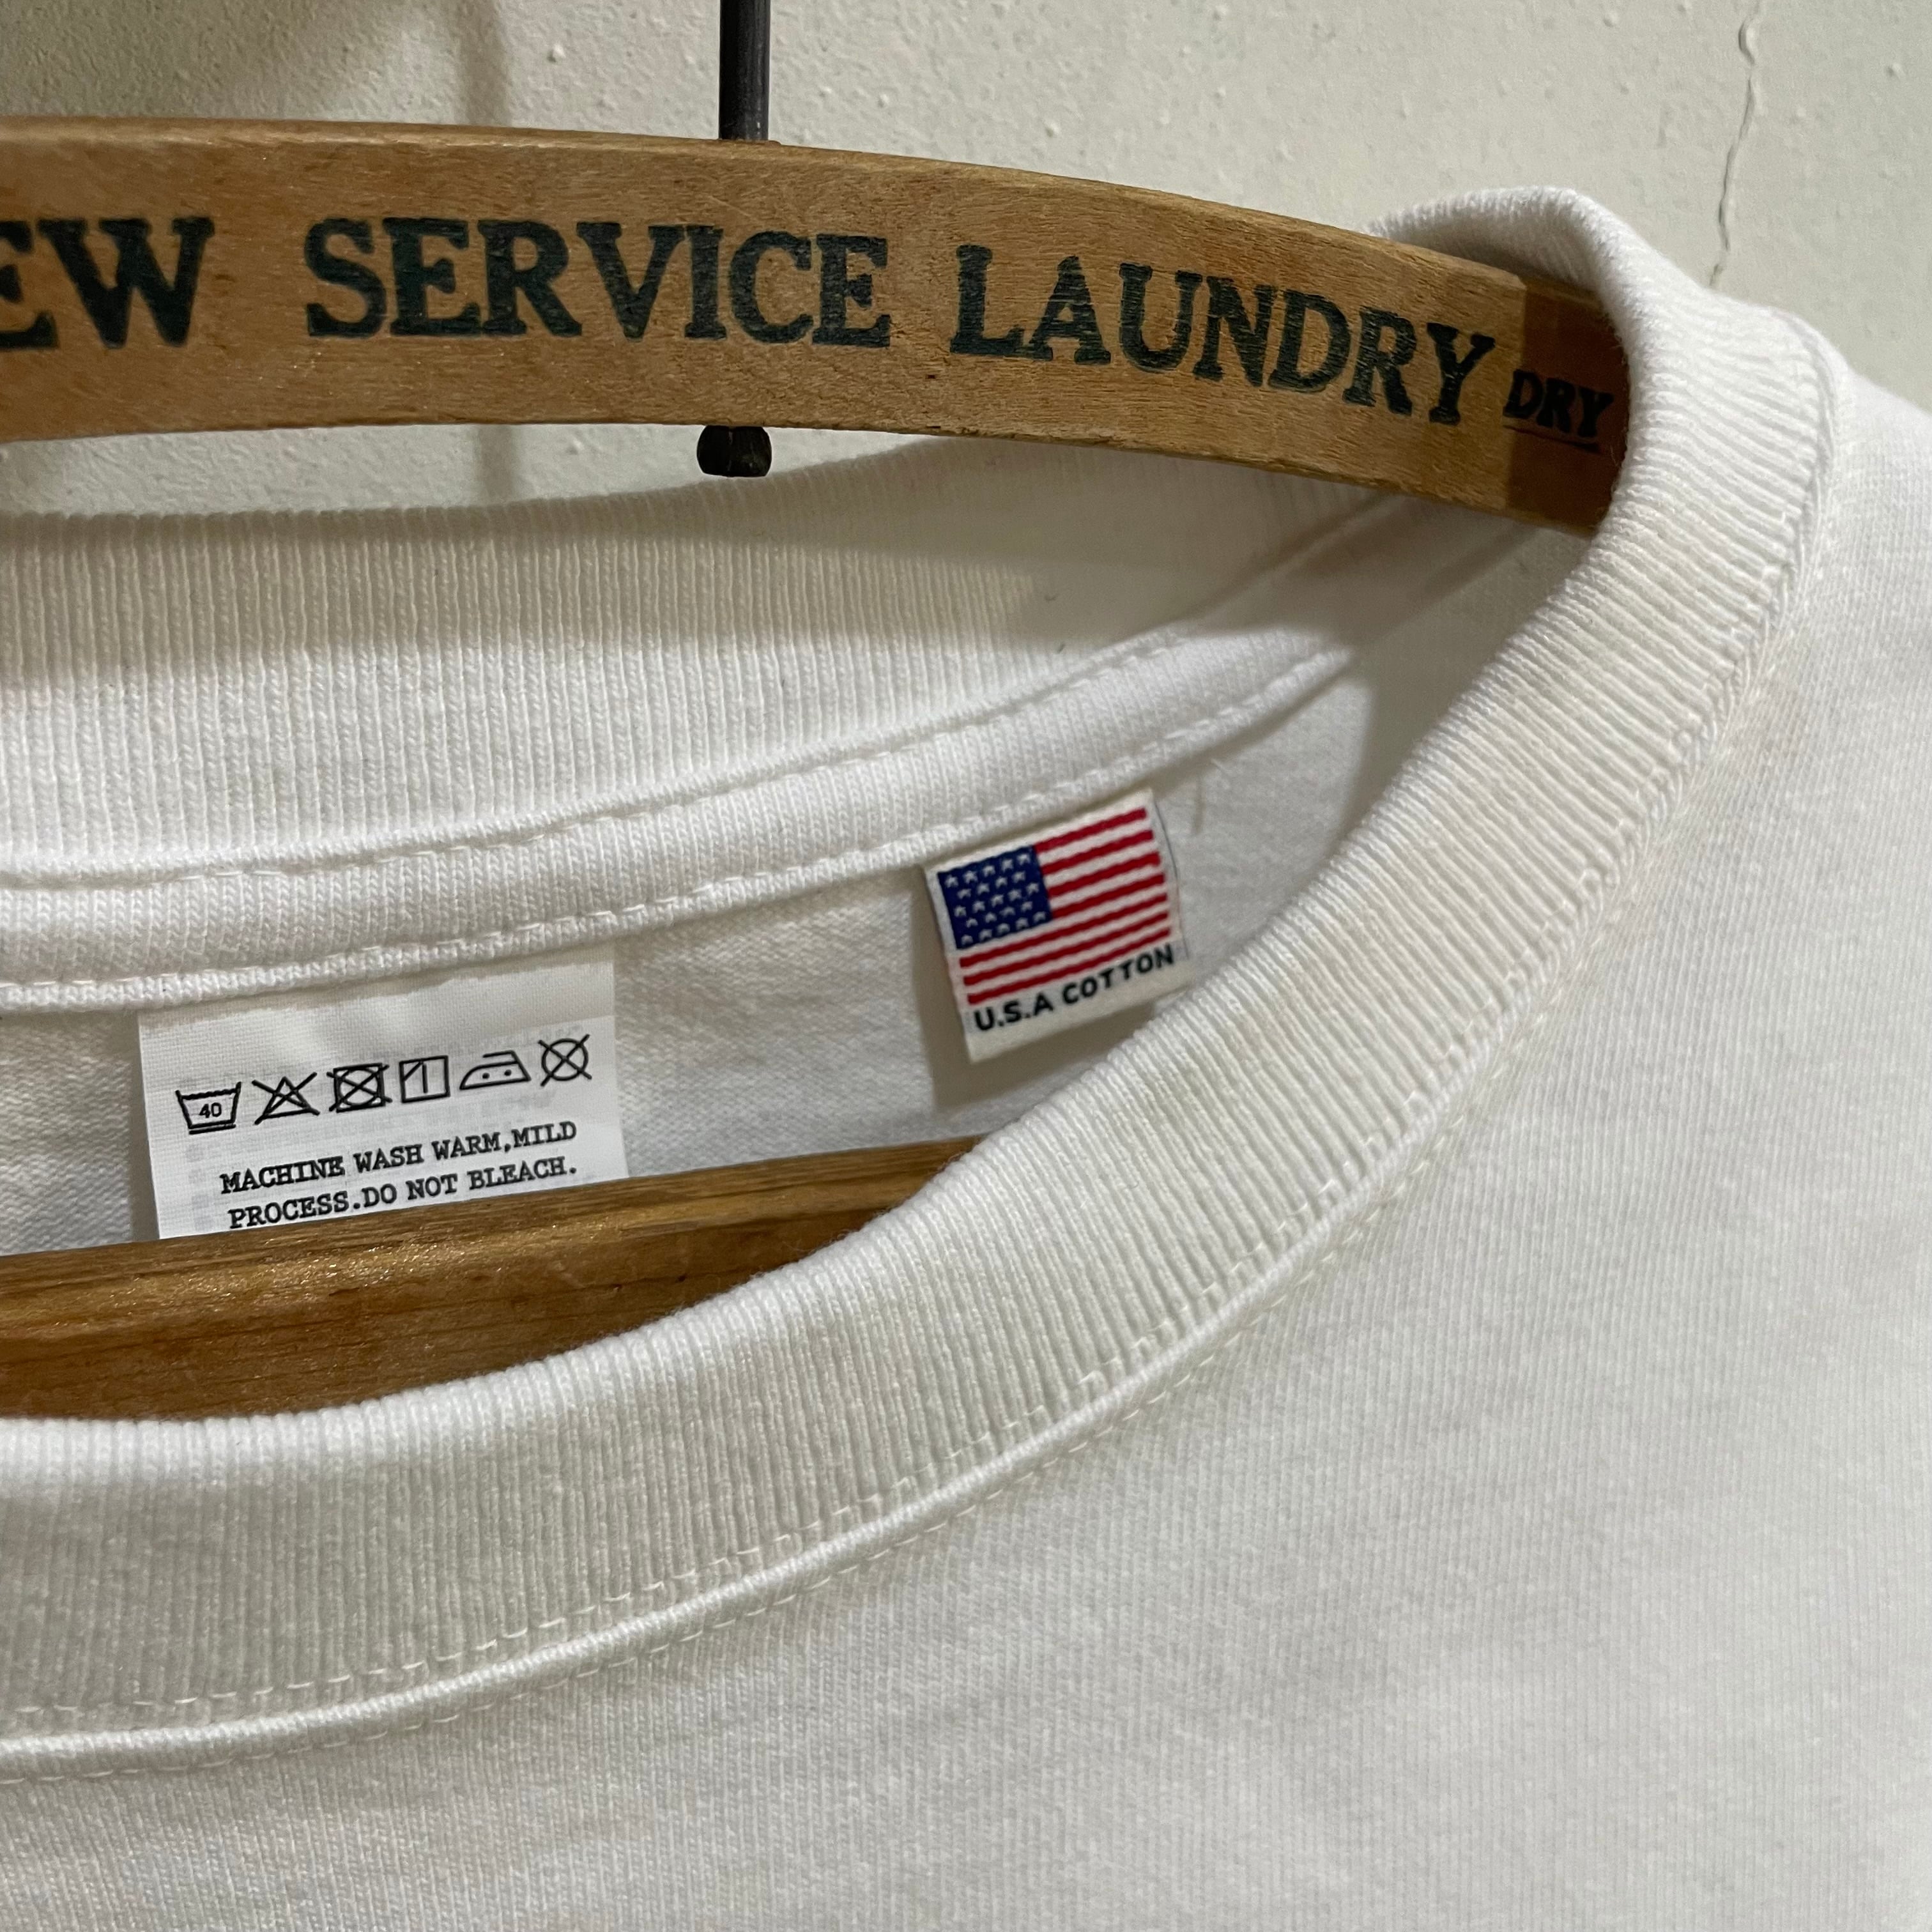 EW SERVICE LAUNDRY DRY
U.S.A COTTON
40
MACHINE WASH WARM,MILD
PROCESS.DO NOT BLEACH.